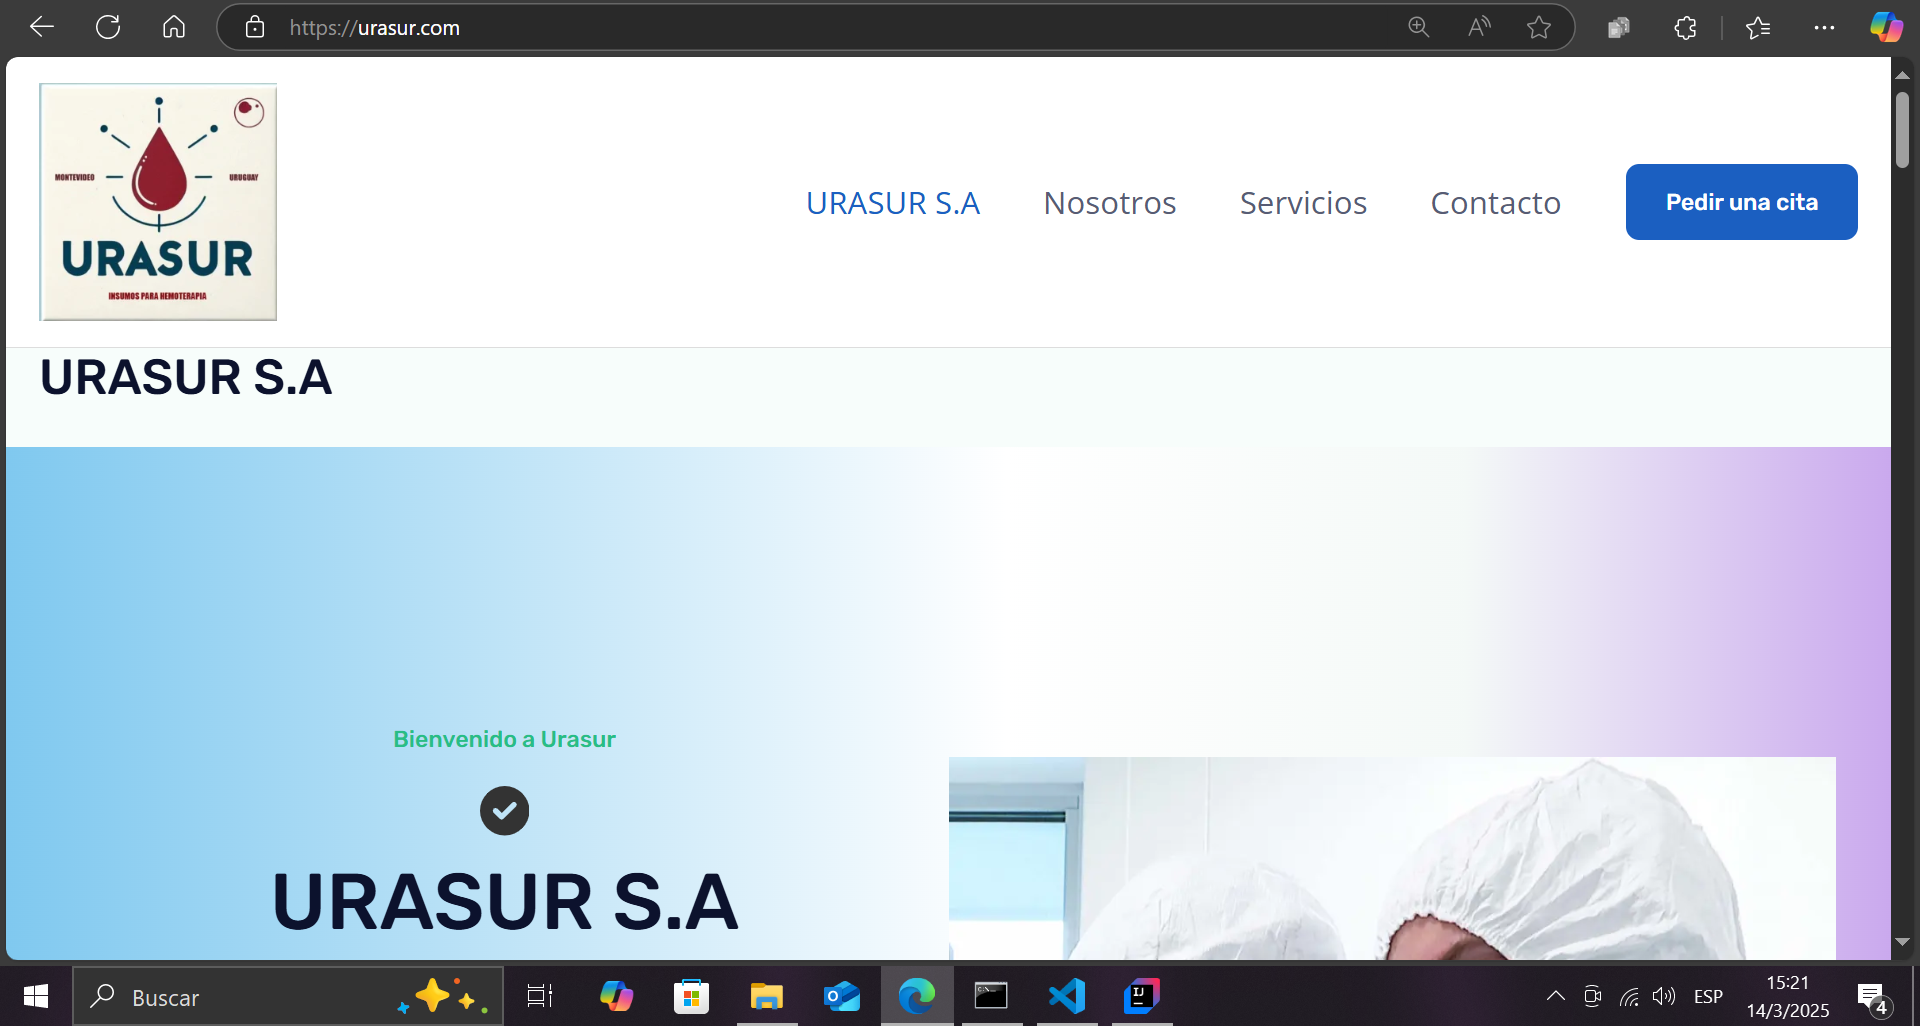 https://urasur.com
MONTEVIDEO
URUGUAY
URASUR
INSUMOS PARA HEMOTERAPIA
URASUR S.A
Nosotros
Servicios
Contacto
Pedir una cita
URASUR S.A
Bienvenido a Urasur
URASUR S.A
Buscar
ESP
15:21
14/3/2025
4